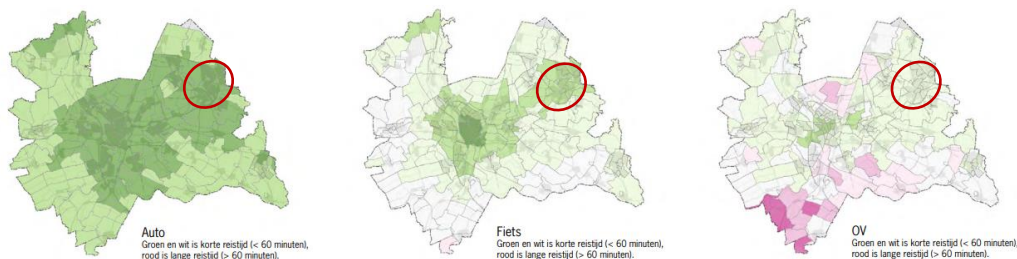 Auto
Groen en wit is korte reistijd (< 60 minuten),
rood is lange reistijd (> 60 minuten).
Fiets
Groen en wit is korte reistijd (< 60 minuten),
rood is lange reistijd (> 60 minuten).
OV
Groen en wit is korte reistijd (< 60 minuten),
rood is lange reistijd (> 60 minuten).